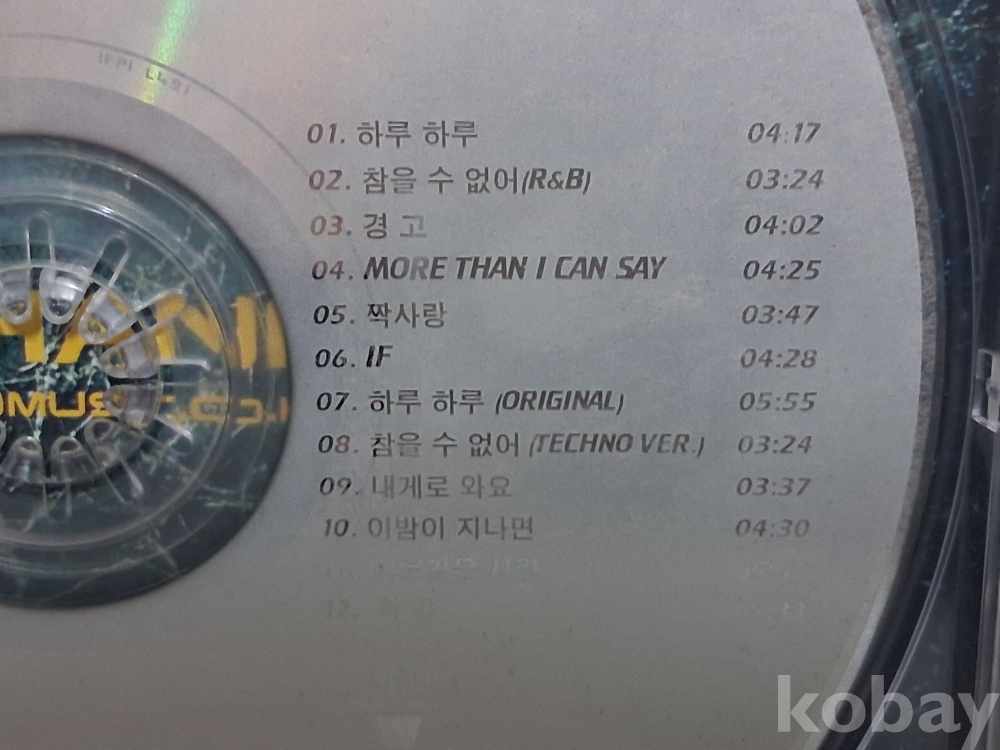 IFPI L421
01. 하루 하루 04:17
02. 참을 수 없어(R&B) 03:24
03. 경 고 04:02
04. MORE THAN I CAN SAY 04:25
05. 짝사랑 03:47
06. IF 04:28
07. 하루 하루 (ORIGINAL) 05:55
08. 참을 수 없어 (TECHNO VER.) 03:24
09. 내게로 와요 03:37
10. 이밤이 지나면 04:30
11.
12.
kobay